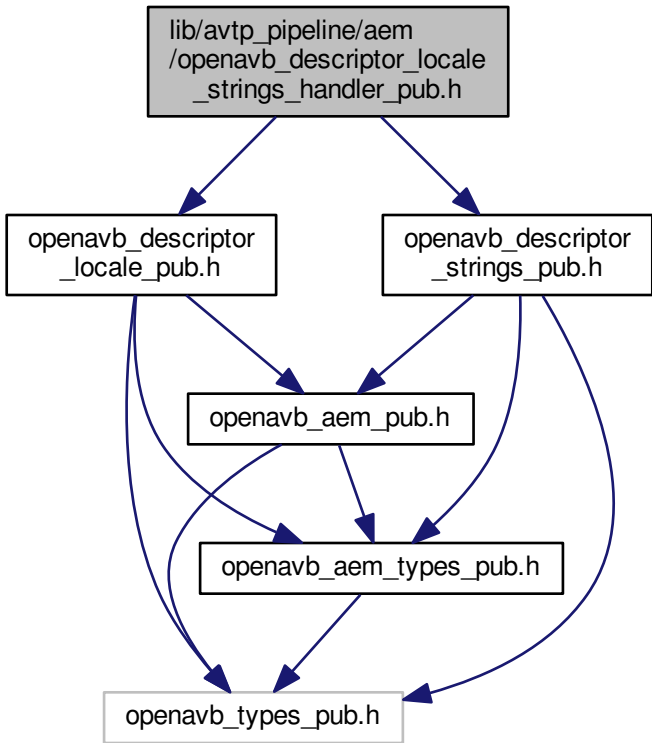 lib/avtp_pipeline/aem
/openavb_descriptor_locale
_strings_handler_pub.h
openavb_descriptor
_locale_pub.h
openavb_descriptor
_strings_pub.h
openavb_aem_pub.h
openavb_aem_types_pub.h
openavb_types_pub.h